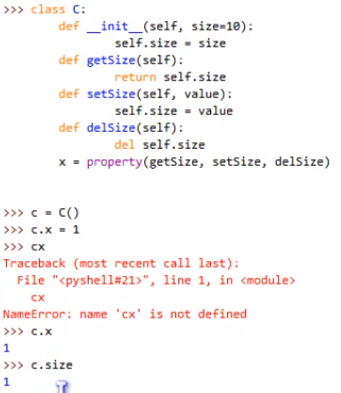 >>> class C:
        def __init__(self, size=10):
                self.size = size
        def getSize(self):
                return self.size
        def setSize(self, value):
                self.size = value
        def delSize(self):
                del self.size
        x = property(getSize, setSize, delSize)
>>> c = C()
>>> c.x = 1
>>> cx
Traceback (most recent call last):
  File "<pyshell#21>", line 1, in <module>
    cx
NameError: name 'cx' is not defined
>>> c.x
1
>>> c.size
1